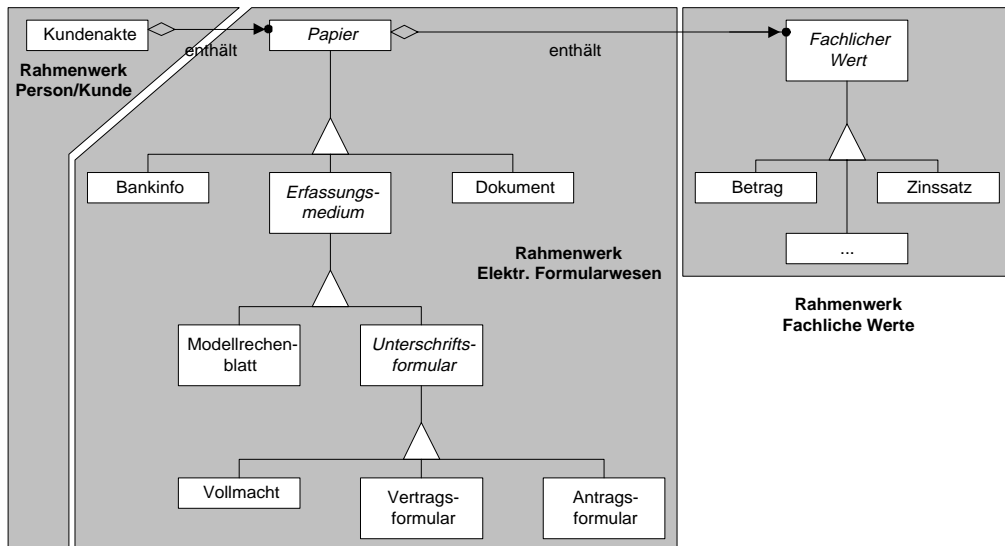 Kundenakte
enthält
Papier
enthält
Fachlicher
Wert
Rahmenwerk
Person/Kunde
Bankinfo
Erfassungs-
medium
Dokument
Betrag
Zinssatz
...
Rahmenwerk
Elektr. Formularwesen
Rahmenwerk
Fachliche Werte
Modellrechen-
blatt
Unterschrifts-
formular
Vollmacht
Vertrags-
formular
Antrags-
formular